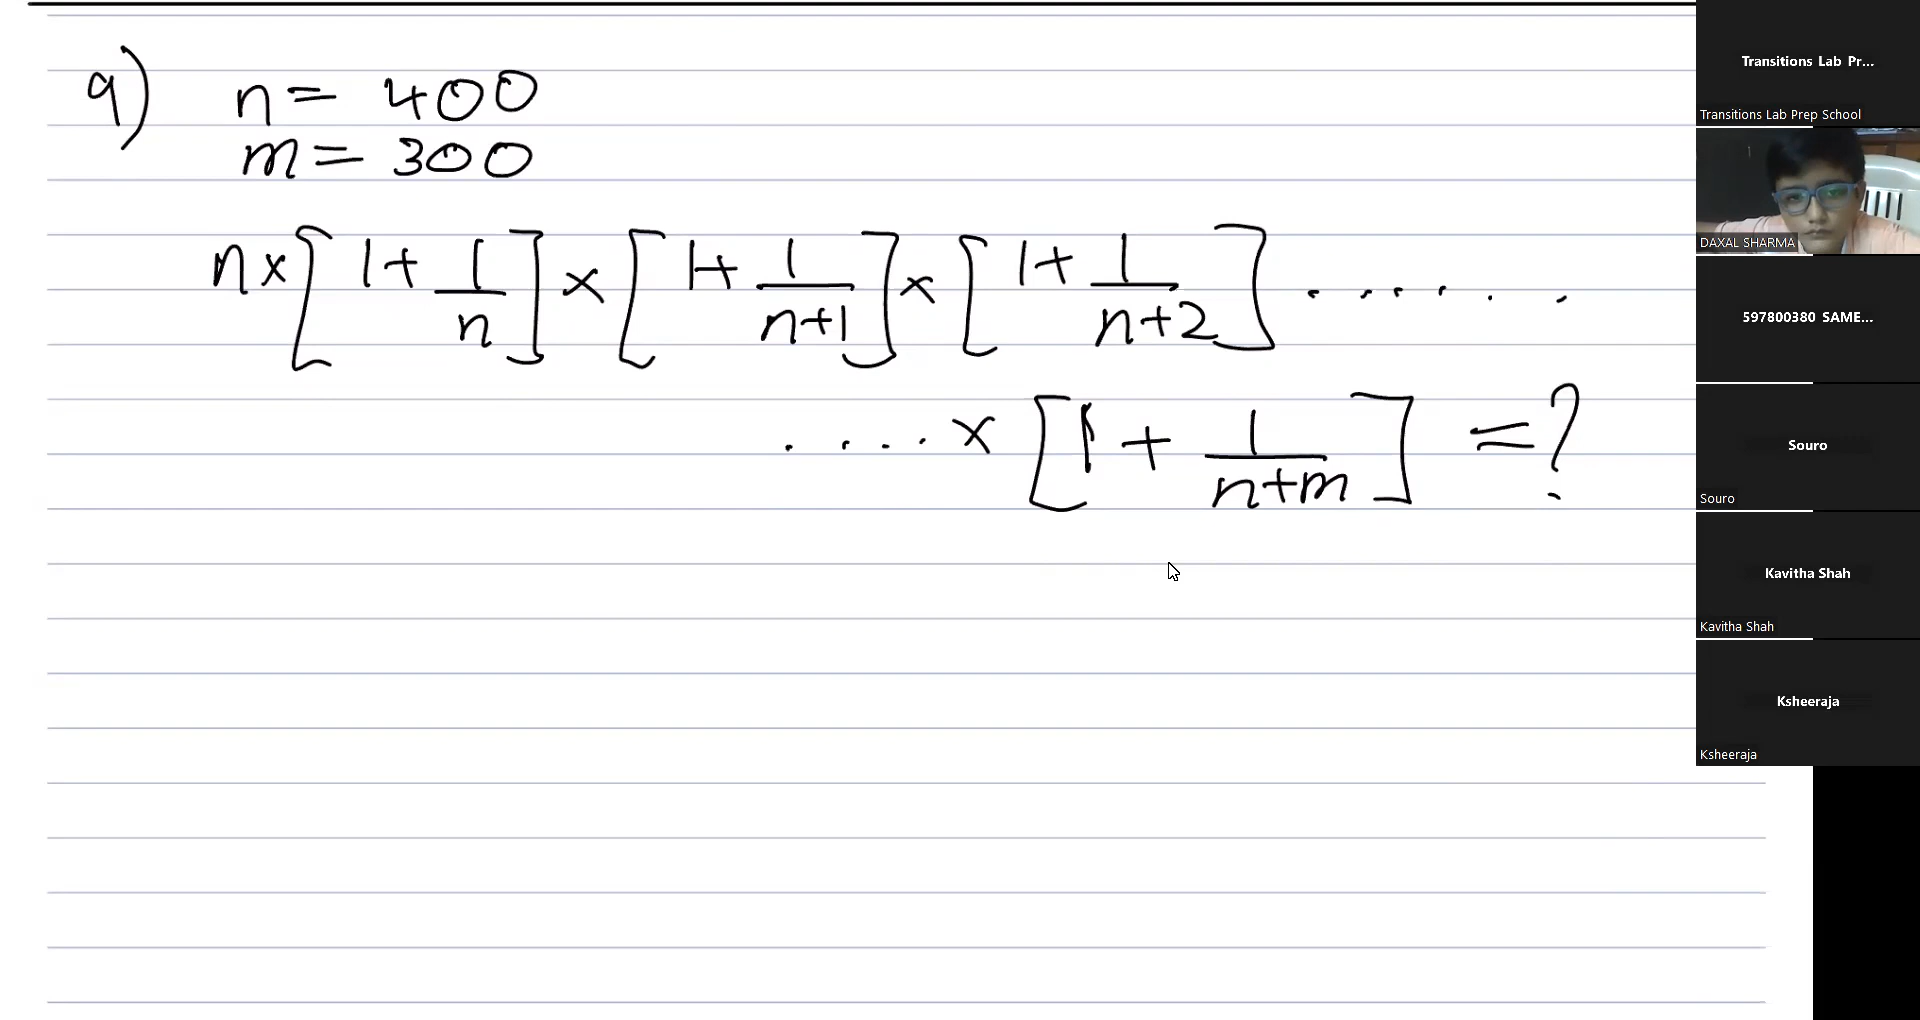 9) n = 400
m = 300
n × [1 + 1/n] × [1 + 1/(n+1)] × [1 + 1/(n+2)] . . . . . .
. . . . × [1 + 1/(n+m)] = ?
Transitions Lab Pr...
Transitions Lab Prep School
DAXAL SHARMA
597800380 SAME...
Souro
Souro
Kavitha Shah
Kavitha Shah
Ksheeraja
Ksheeraja